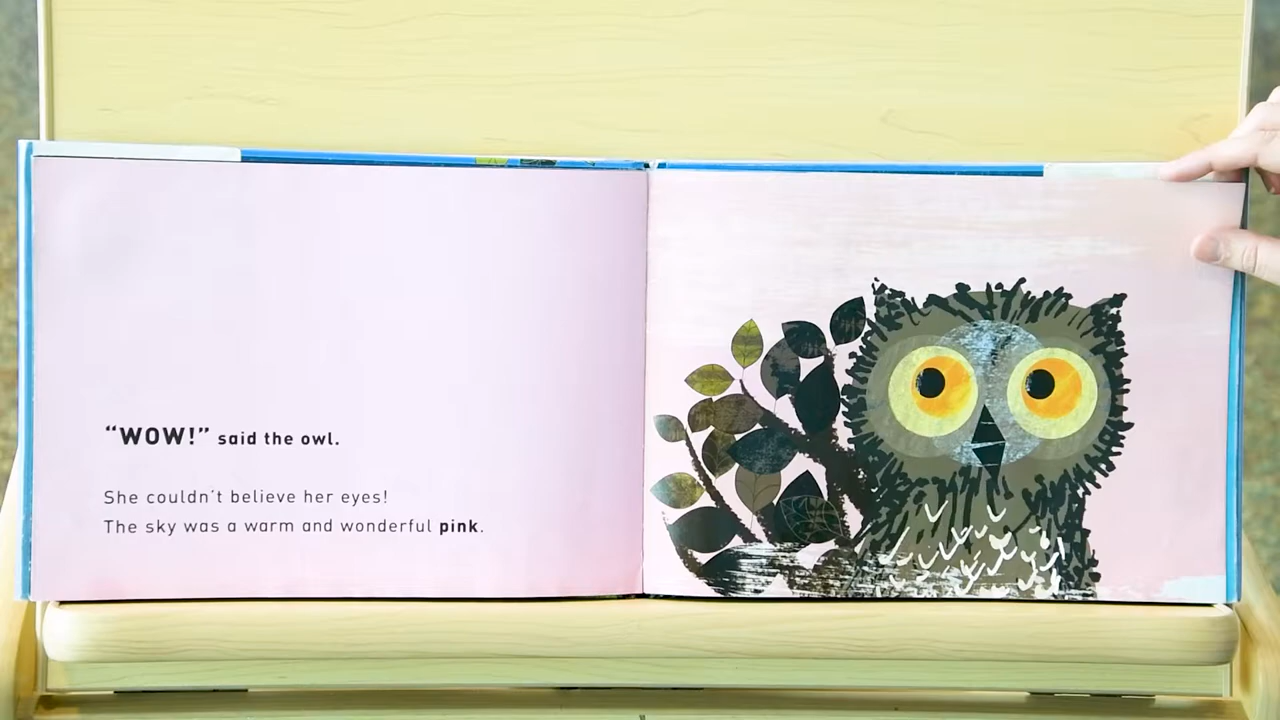 “WOW!” said the owl.
She couldn't believe her eyes!
The sky was a warm and wonderful pink.